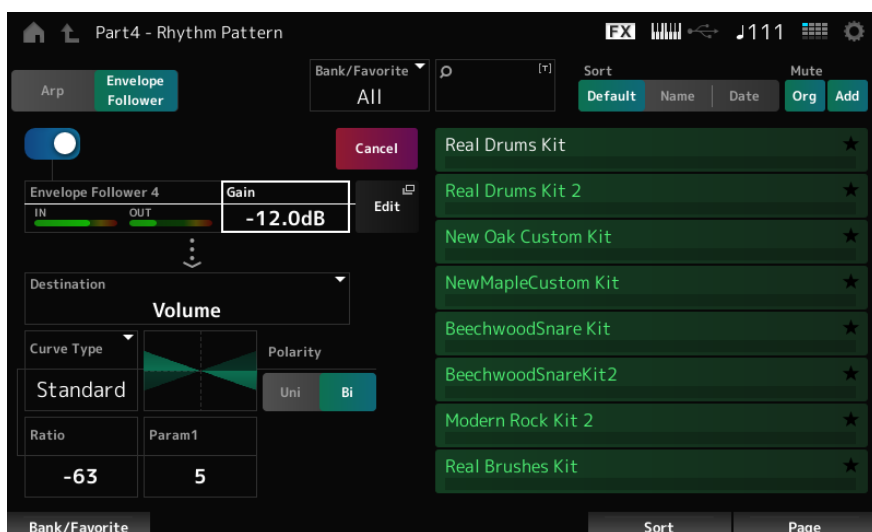 Part4 - Rhythm Pattern
FX
♩111
Arp
Envelope
Follower
Bank/Favorite
All
[T]
Sort
Default
Name
Date
Mute
Org
Add
Cancel
Envelope Follower 4
IN
OUT
Gain
-12.0dB
Edit
Destination
Volume
Curve Type
Standard
Polarity
Uni
Bi
Ratio
-63
Param1
5
Real Drums Kit
Real Drums Kit 2
New Oak Custom Kit
NewMapleCustom Kit
BeechwoodSnare Kit
BeechwoodSnareKit2
Modern Rock Kit 2
Real Brushes Kit
Bank/Favorite
Sort
Page